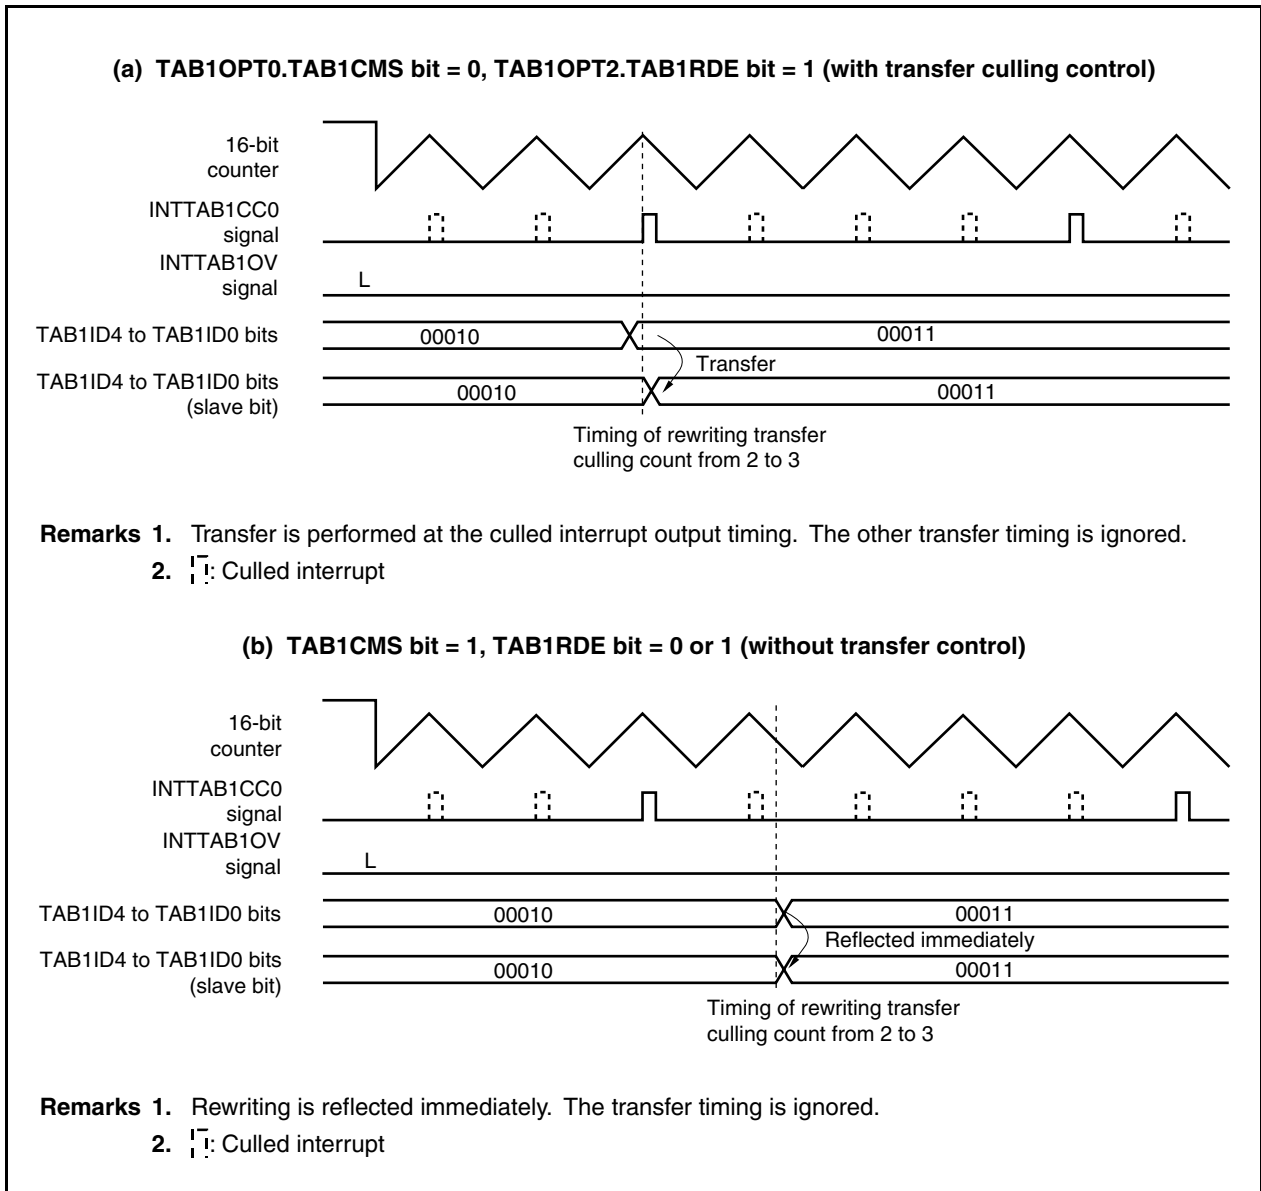 (a) TAB1OPT0.TAB1CMS bit = 0, TAB1OPT2.TAB1RDE bit = 1 (with transfer culling control)
16-bit
counter
INTTAB1CC0
signal
INTTAB1OV
signal
L
TAB1ID4 to TAB1ID0 bits
00010
00011
Transfer
TAB1ID4 to TAB1ID0 bits
(slave bit)
00010
00011
Timing of rewriting transfer
culling count from 2 to 3
Remarks 1. Transfer is performed at the culled interrupt output timing. The other transfer timing is ignored.
2. : Culled interrupt
(b) TAB1CMS bit = 1, TAB1RDE bit = 0 or 1 (without transfer control)
16-bit
counter
INTTAB1CC0
signal
INTTAB1OV
signal
L
TAB1ID4 to TAB1ID0 bits
00010
00011
Reflected immediately
TAB1ID4 to TAB1ID0 bits
(slave bit)
00010
00011
Timing of rewriting transfer
culling count from 2 to 3
Remarks 1. Rewriting is reflected immediately. The transfer timing is ignored.
2. : Culled interrupt